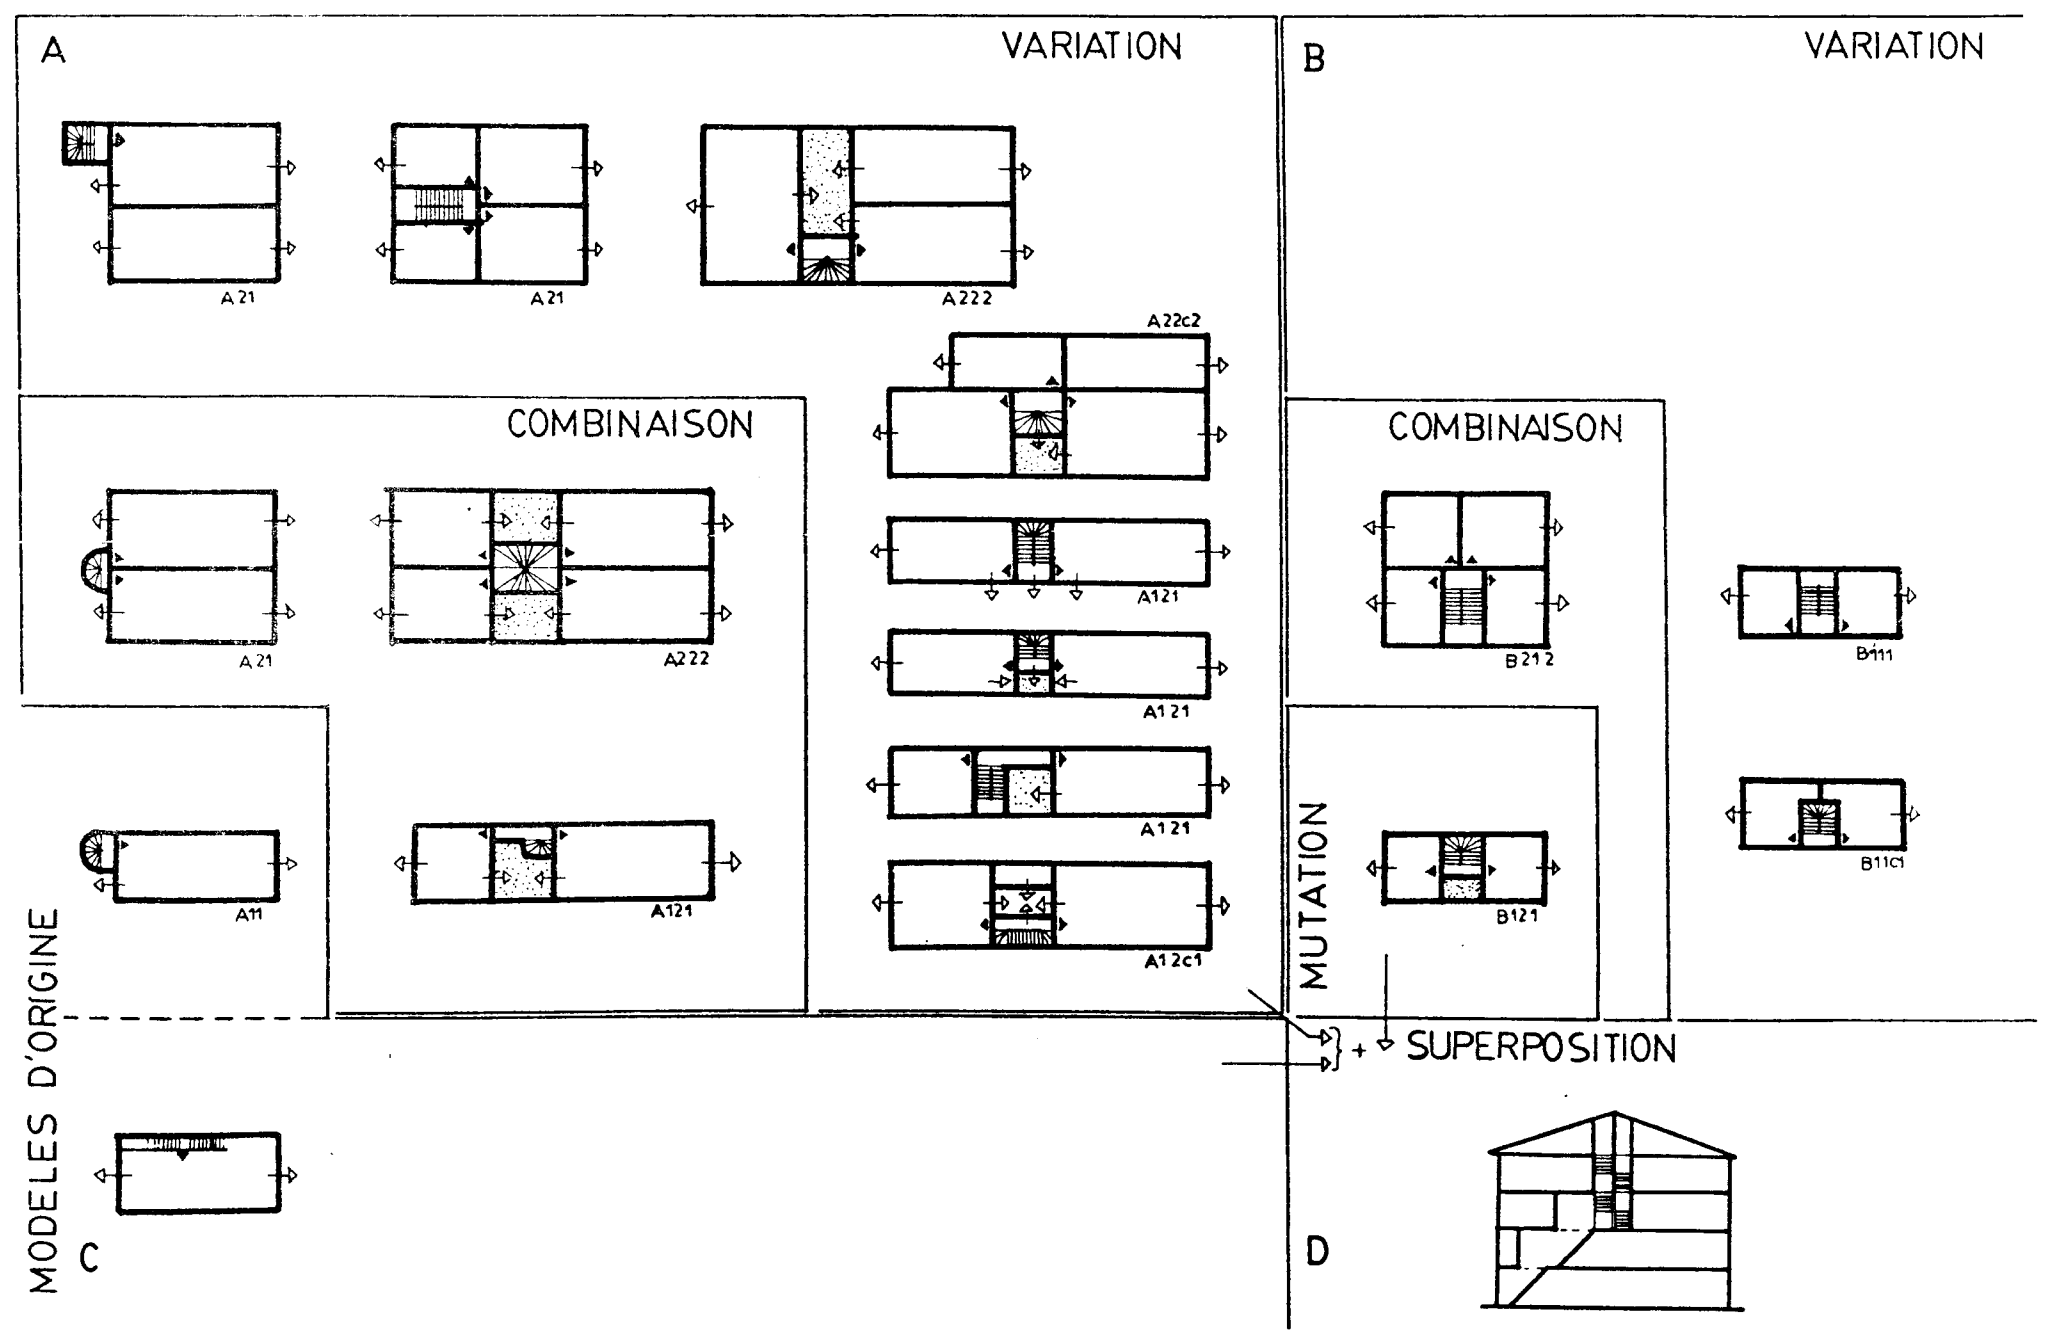 A
VARIATION
B
VARIATION
A21
A21
A222
A22c2
COMBINAISON
COMBINAISON
A21
A222
A121
B212
B111
A121
MUTATION
A121
B11c1
A11
A121
A12c1
B121
MODELES D'ORIGINE
+ SUPERPOSITION
C
D